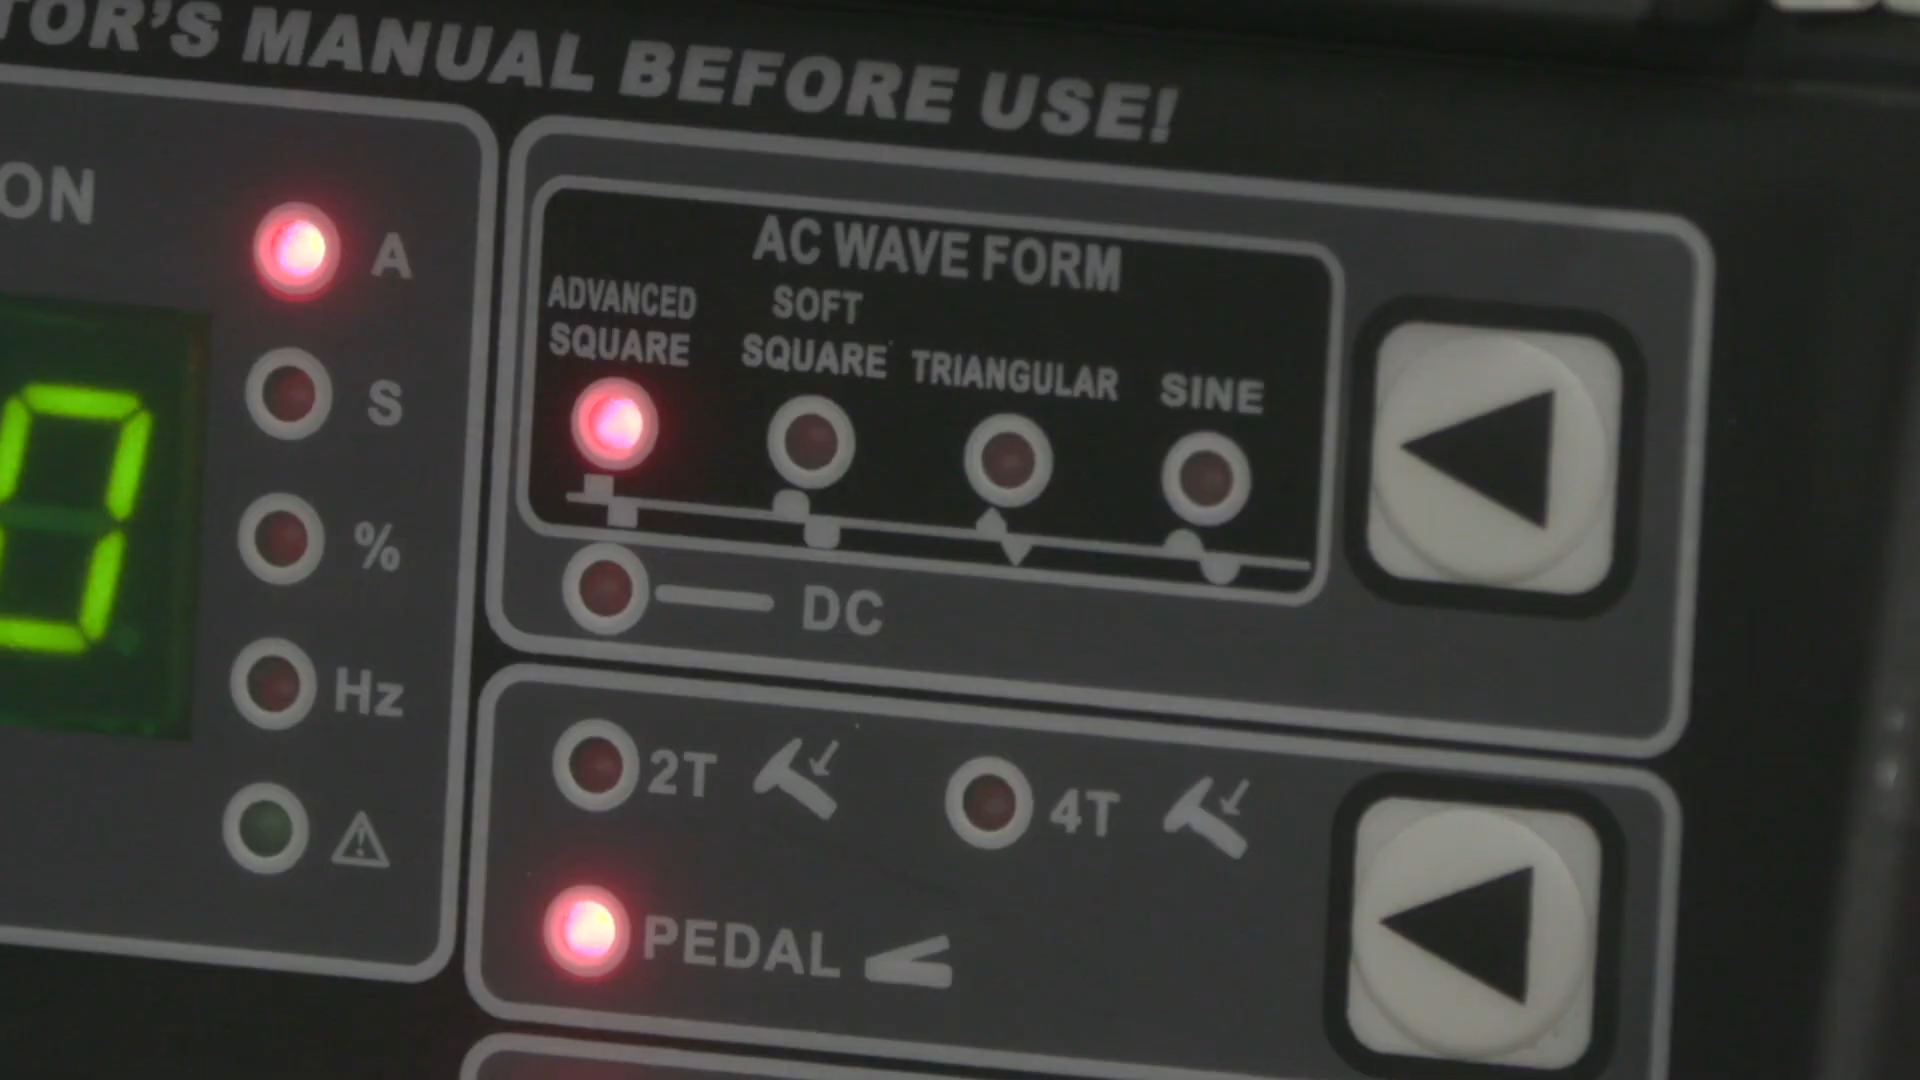 TOR'S MANUAL BEFORE USE!
ON
A
S
%
Hz
0
AC WAVE FORM
ADVANCED SQUARE
SOFT SQUARE
TRIANGULAR
SINE
DC
2T
4T
PEDAL